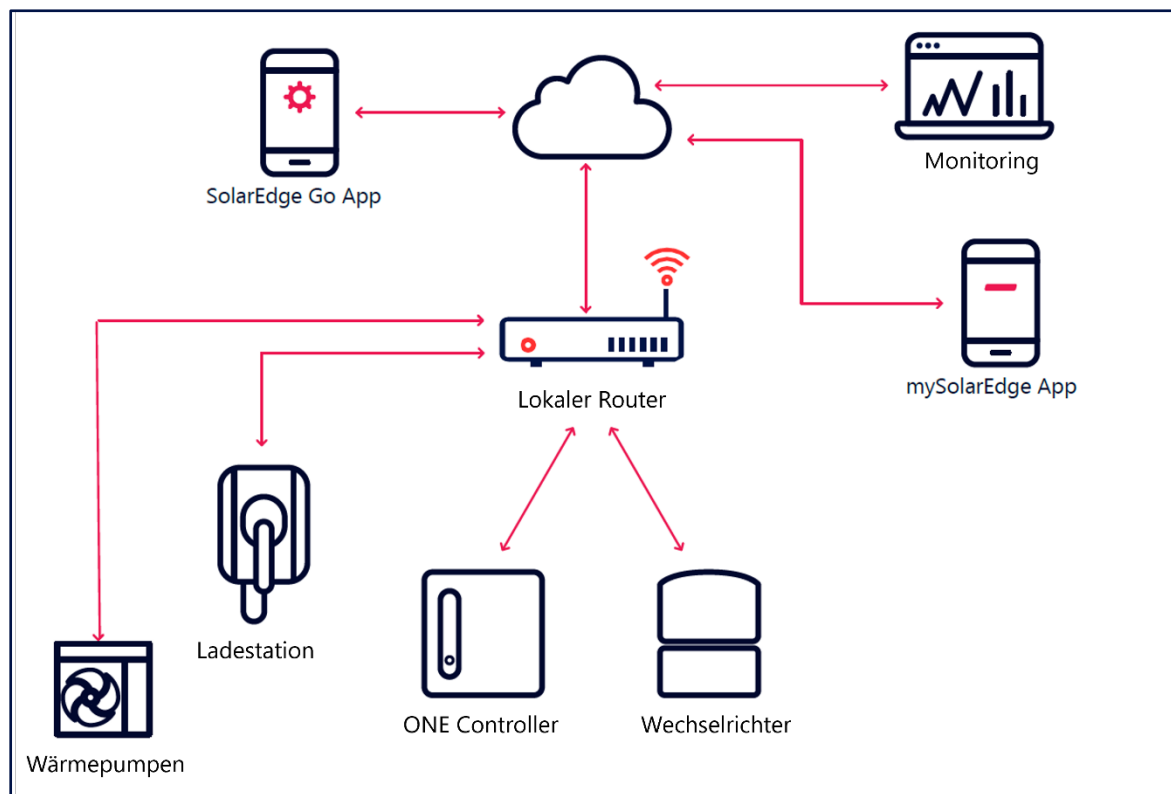 SolarEdge Go App
Monitoring
Lokaler Router
mySolarEdge App
Ladestation
ONE Controller
Wechselrichter
Wärmepumpen